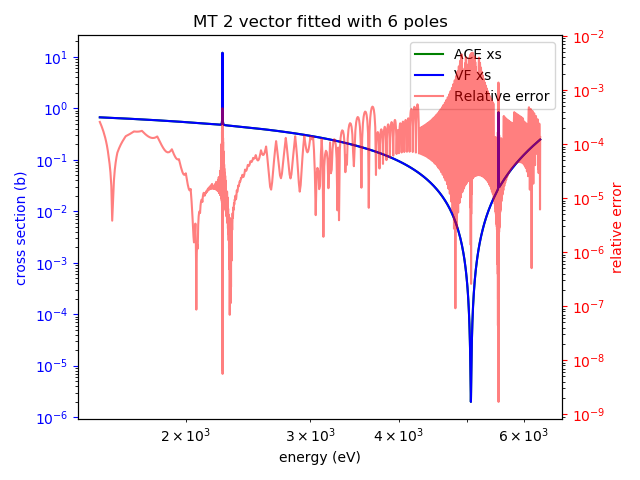 MT 2 vector fitted with 6 poles
ACE xs
VF xs
Relative error
cross section (b)
10¹
10⁰
10⁻¹
10⁻²
10⁻³
10⁻⁴
10⁻⁵
10⁻⁶
relative error
10⁻²
10⁻³
10⁻⁴
10⁻⁵
10⁻⁶
10⁻⁷
10⁻⁸
10⁻⁹
2 × 10³ 3 × 10³ 4 × 10³ 6 × 10³
energy (eV)